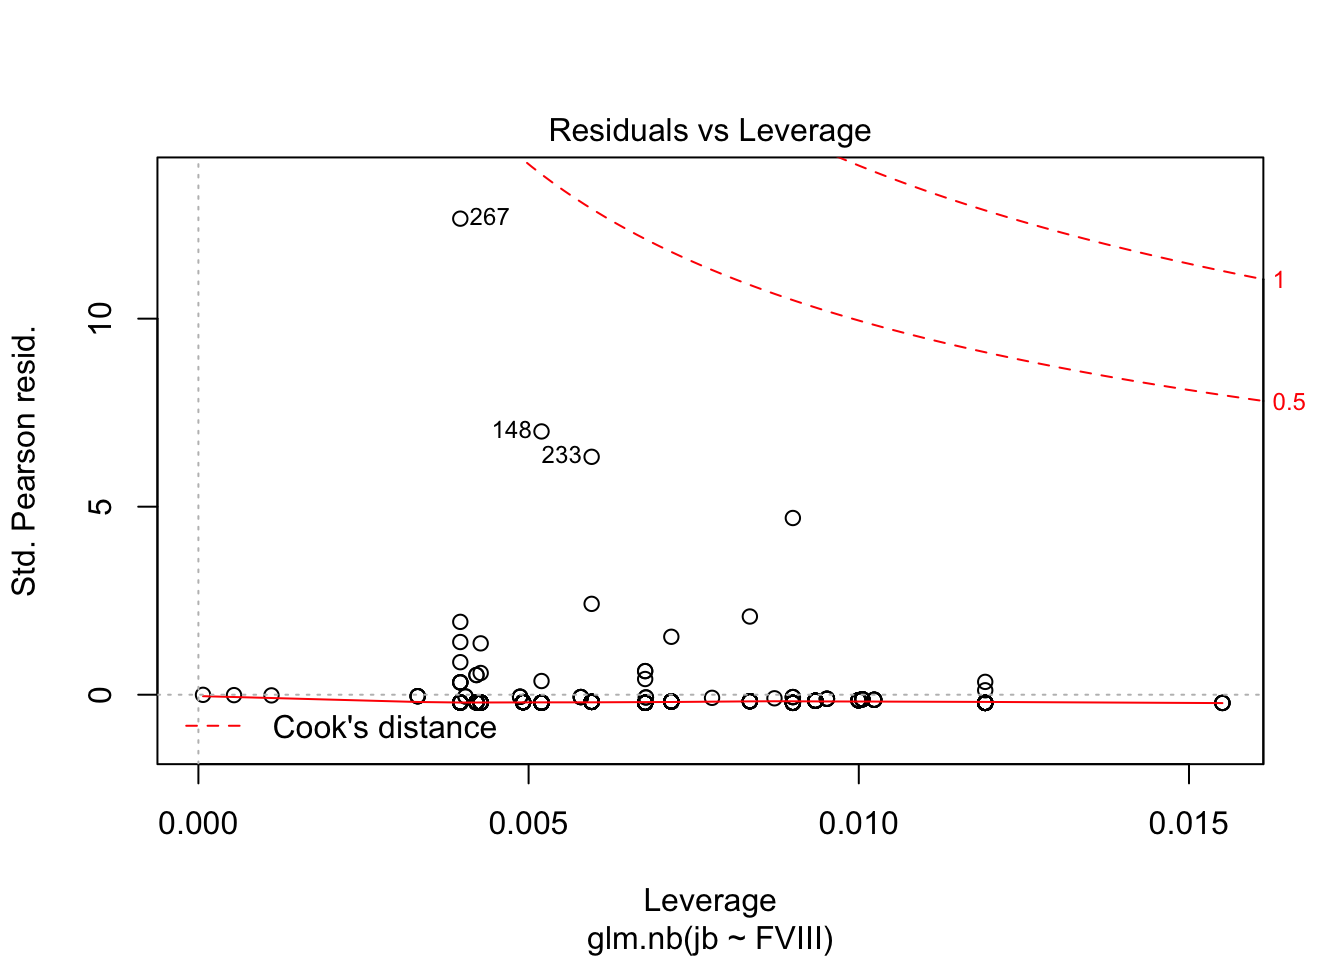 Residuals vs Leverage
Std. Pearson resid.
10
5
0
267
148
233
1
0.5
Cook's distance
0.000
0.005
0.010
0.015
Leverage
glm.nb(jb ~ FVIII)